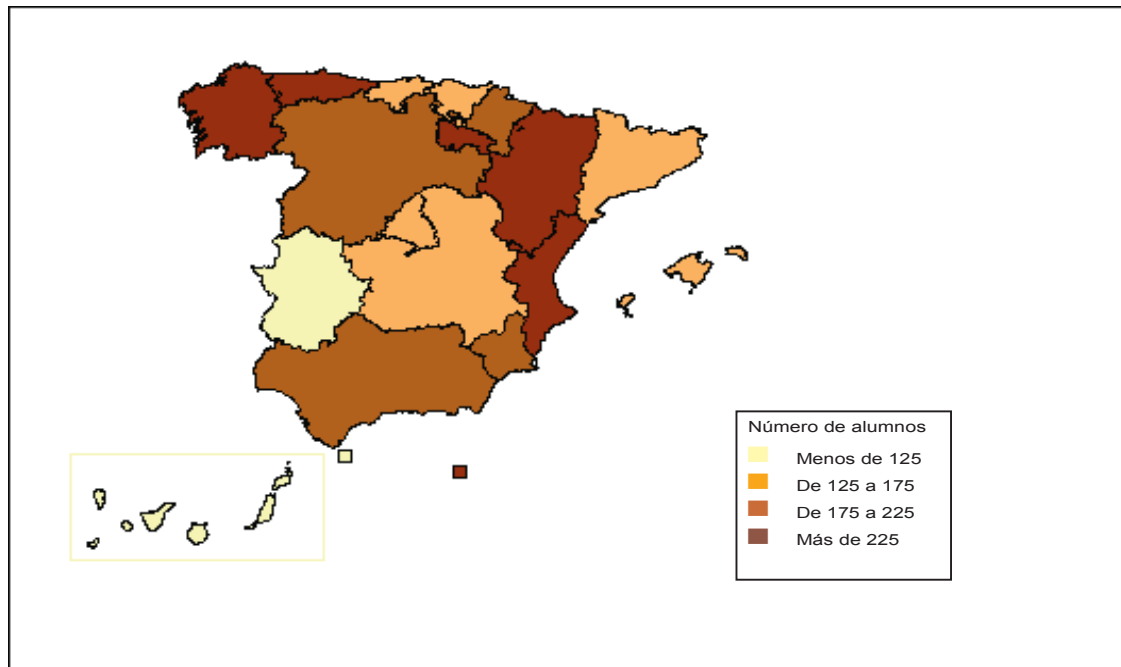 Número de alumnos
Menos de 125
De 125 a 175
De 175 a 225
Más de 225